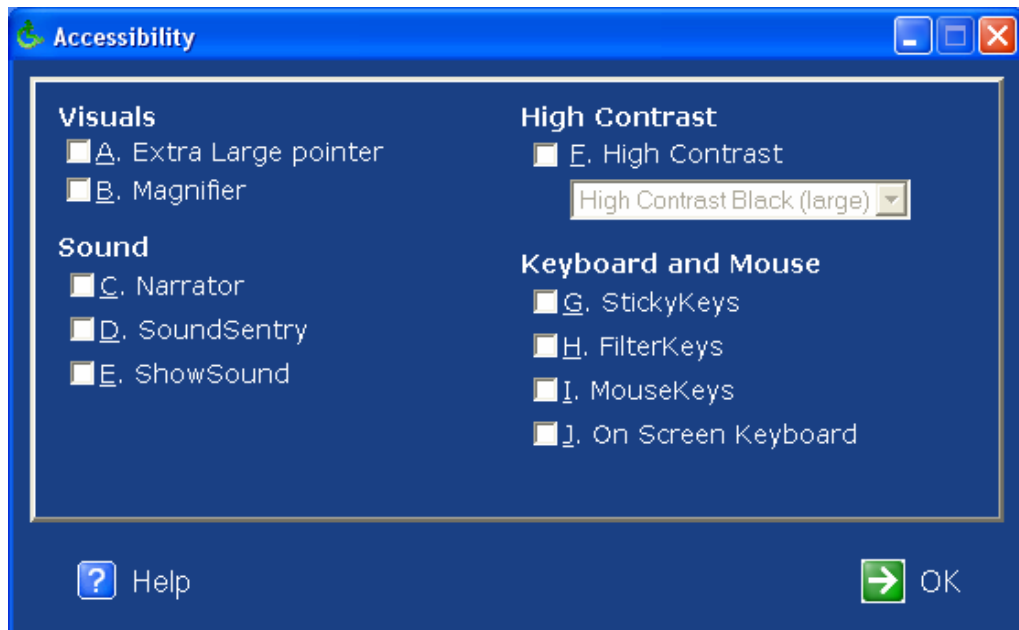 Accessibility
Visuals
A. Extra Large pointer
B. Magnifier
Sound
C. Narrator
D. SoundSentry
E. ShowSound
High Contrast
F. High Contrast
High Contrast Black (large)
Keyboard and Mouse
G. StickyKeys
H. FilterKeys
I. MouseKeys
J. On Screen Keyboard
? Help
OK